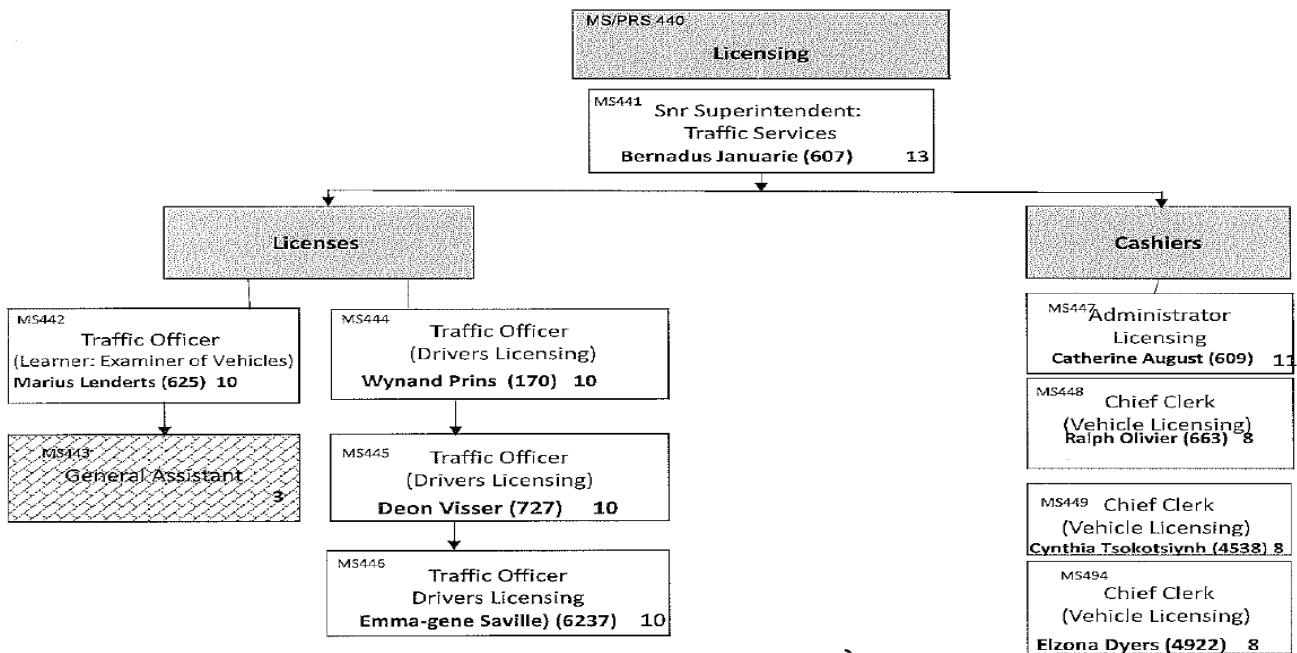 MS/PRS 440
Licensing
MS441
Snr Superintendent:
Traffic Services
Bernadus Januarie (607) 13
Licenses
Cashiers
MS442
Traffic Officer
(Learner: Examiner of Vehicles)
Marius Lenderts (625) 10
MS443
General Assistant
3
MS444
Traffic Officer
(Drivers Licensing)
Wynand Prins (170) 10
MS445
Traffic Officer
(Drivers Licensing)
Deon Visser (727) 10
MS446
Traffic Officer
Drivers Licensing
Emma-gene Saville) (6237) 10
MS447
Administrator
Licensing
Catherine August (609) 11
MS448
Chief Clerk
(Vehicle Licensing)
Ralph Olivier (663) 8
MS449 Chief Clerk
(Vehicle Licensing)
Cynthia Tsokotsiynh (4538) 8
MS494
Chief Clerk
(Vehicle Licensing)
Elzona Dyers (4922) 8